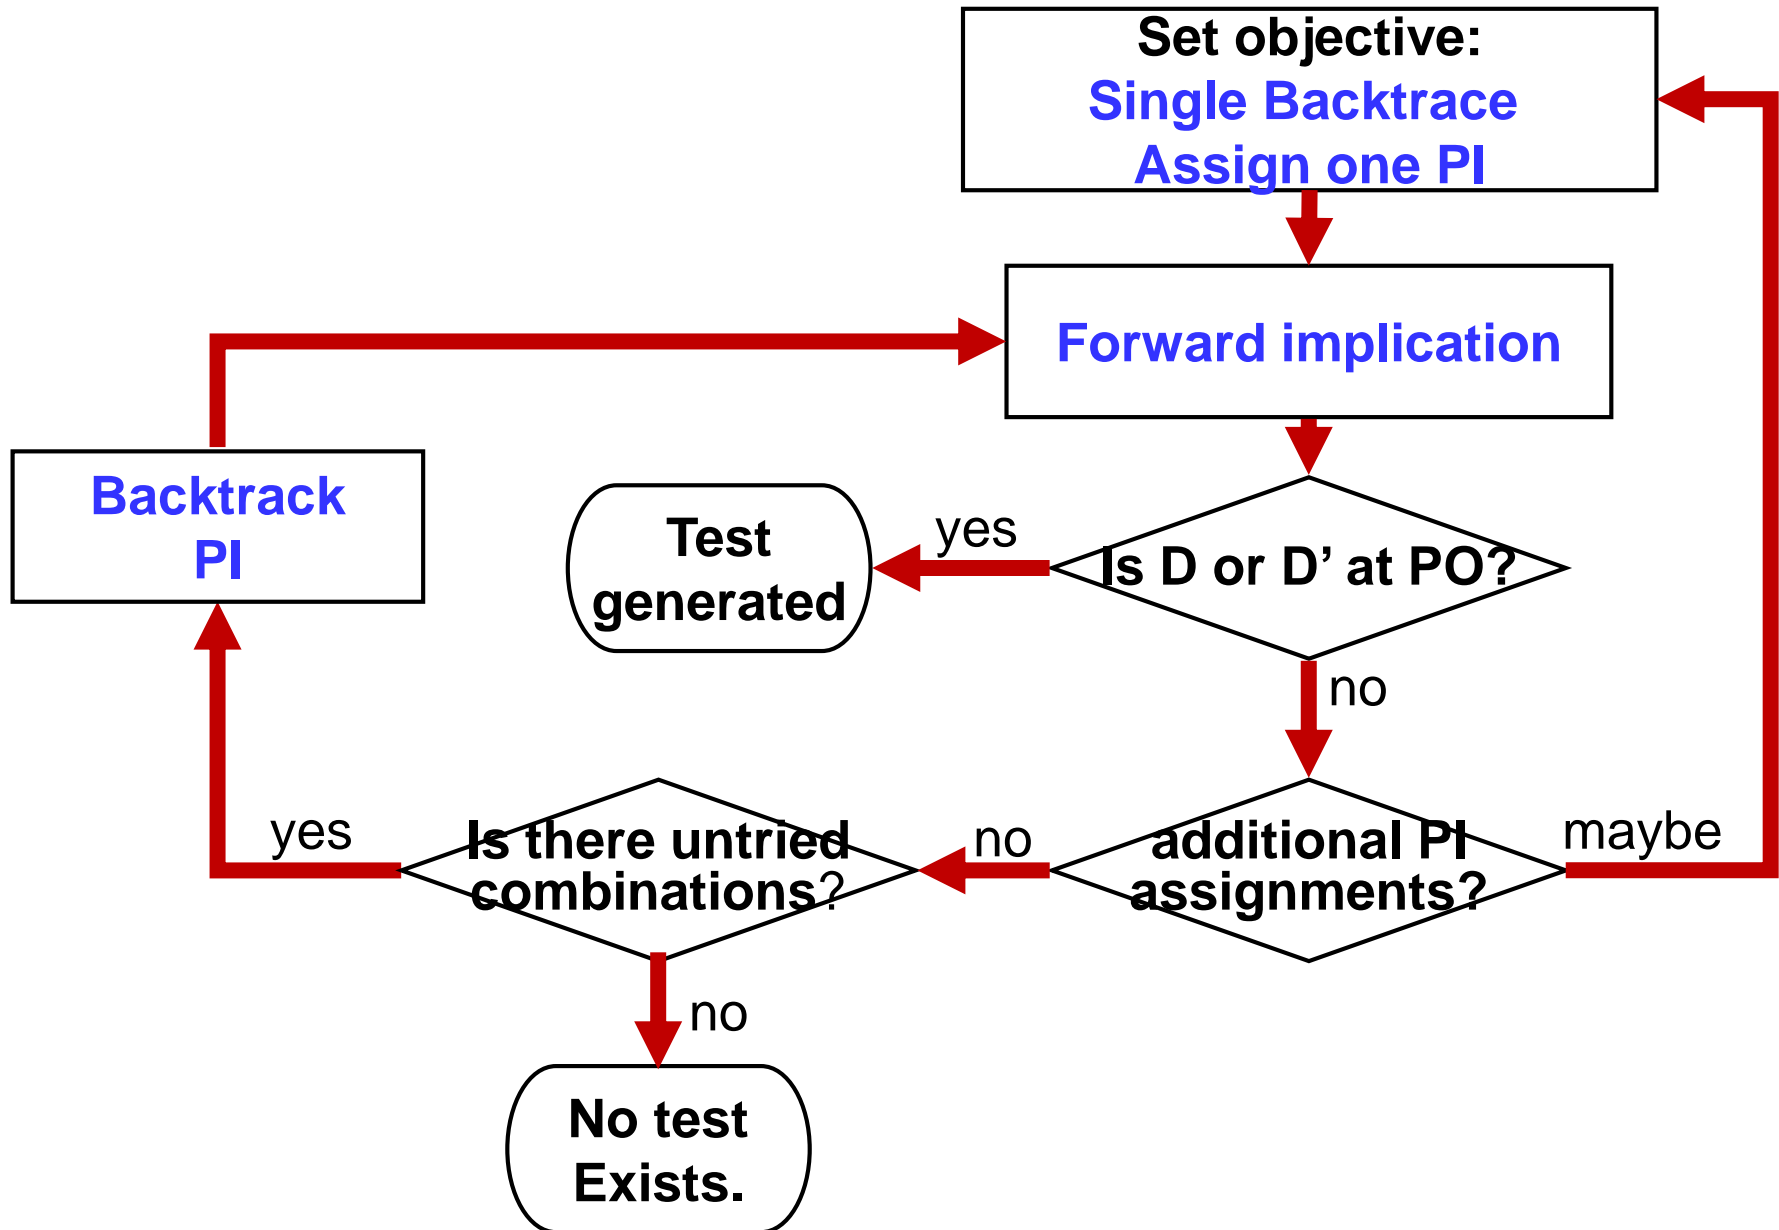 Set objective:
Single Backtrace
Assign one PI
Forward implication
Backtrack
PI
Test
generated
yes
Is D or D’ at PO?
no
yes
Is there untried
combinations?
no
additional PI
assignments?
maybe
no
No test
Exists.